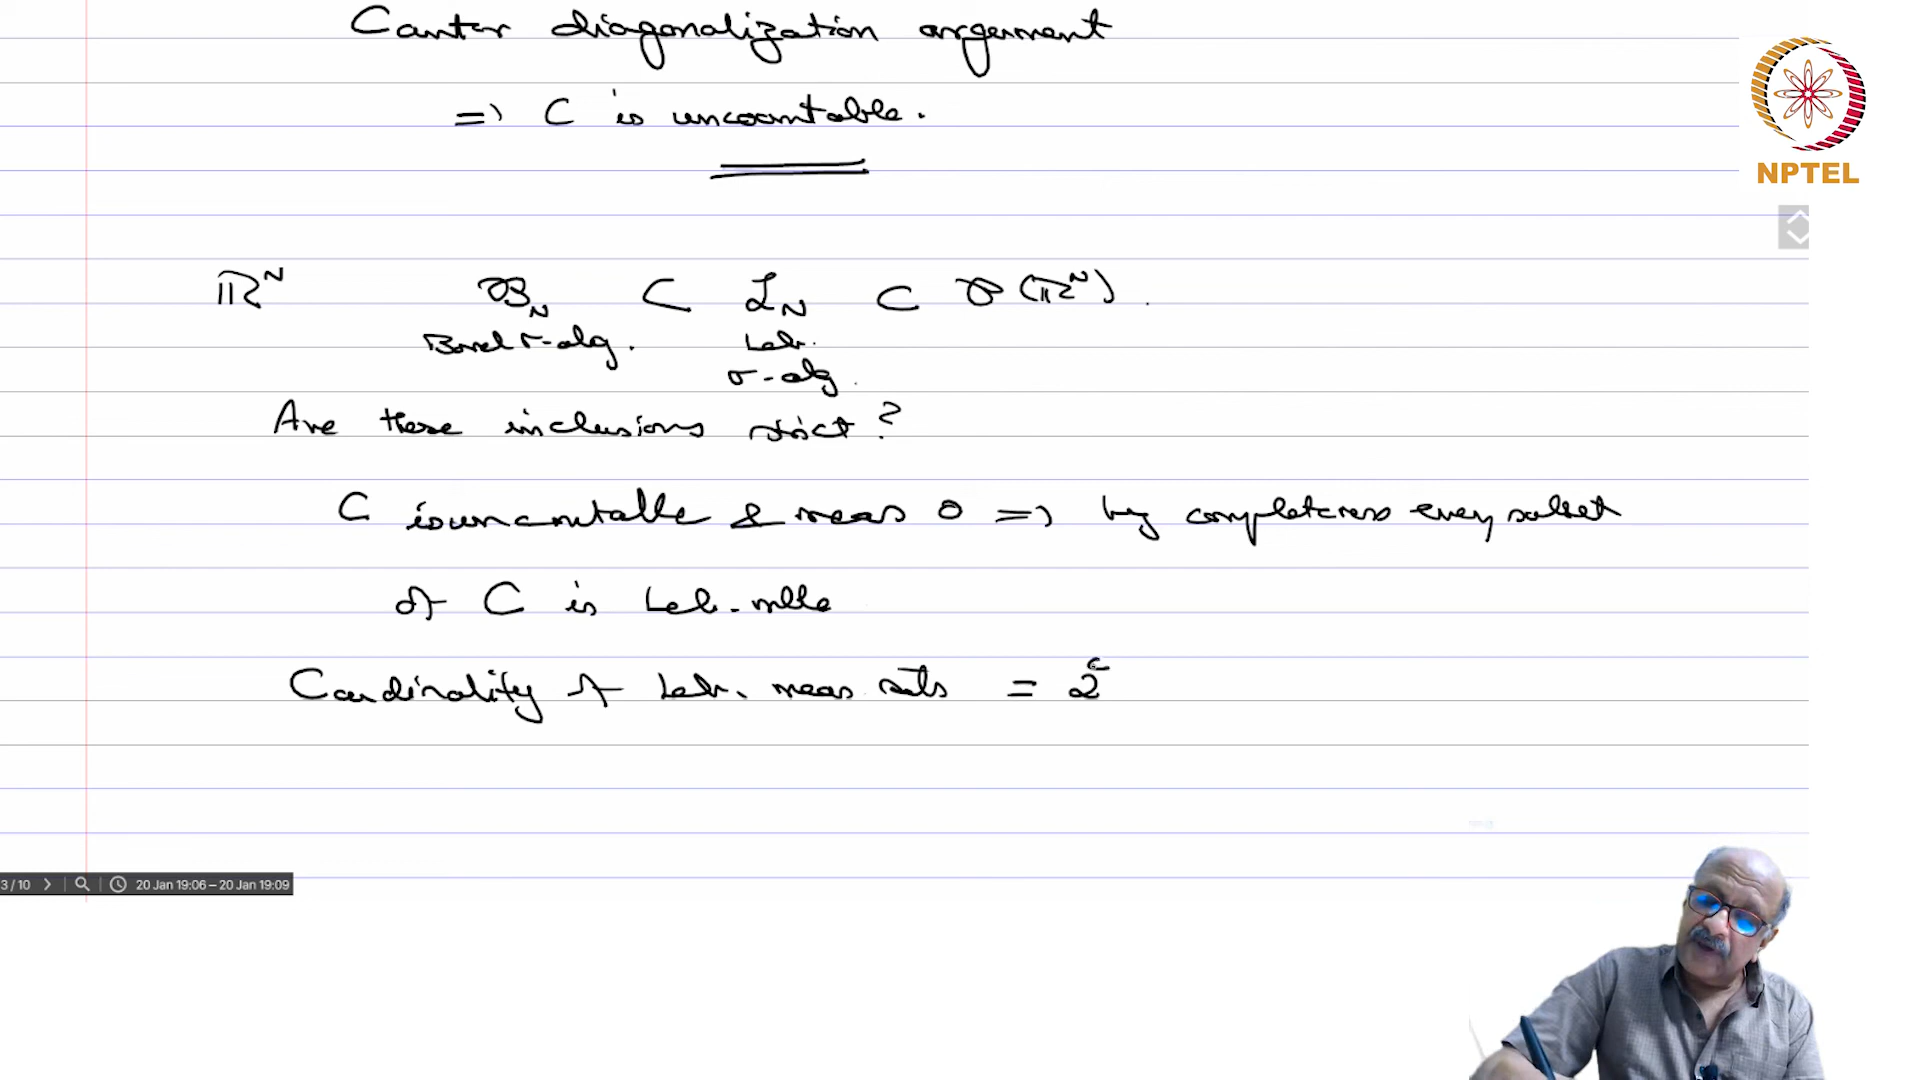 Cantor diagonalization argument
=> C is uncountable.
NPTEL
ℝᴺ 𝓑_N ⊂ 𝓛_N ⊂ 𝒫(ℝᴺ).
Borel σ-alg. Leb.
σ-alg.
Are these inclusions strict?
C is uncountable & meas 0 => by completeness every subset
of C is Leb-mble
Cardinality of Leb. meas. sets = 2^c
3 / 10 20 Jan 19:06 – 20 Jan 19:09